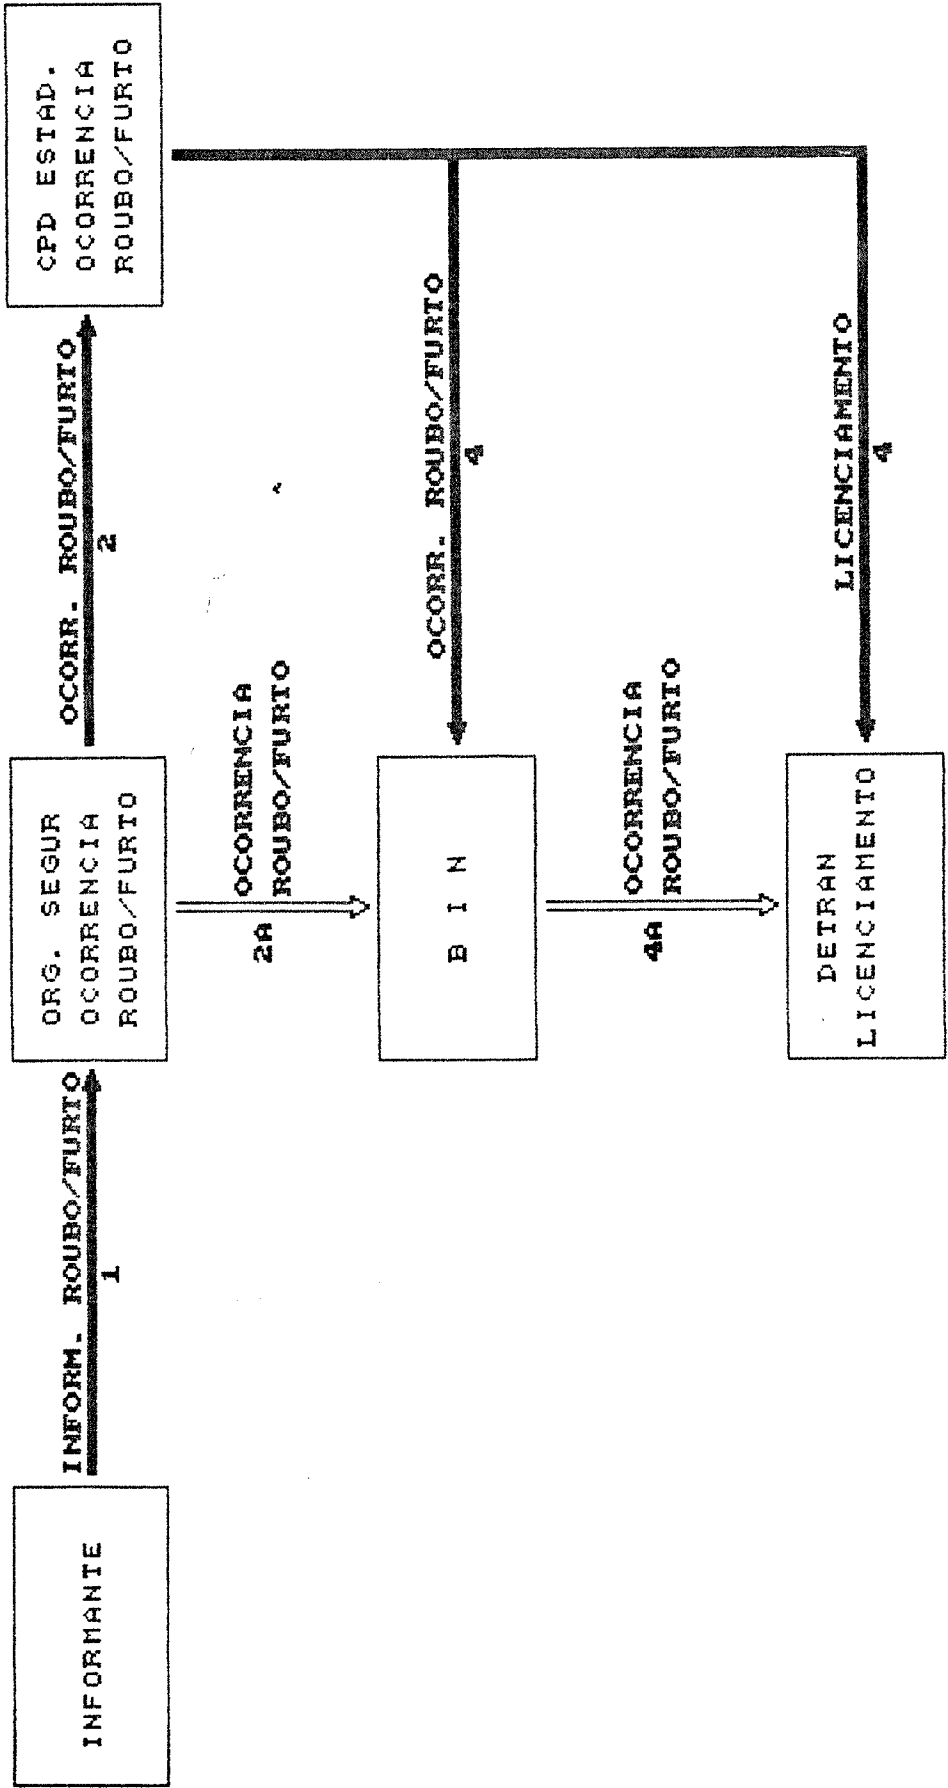 INFORMANTE
INFORM. ROUBO/FURTO
1
ORG. SEGUR
OCORRENCIA
ROUBO/FURTO
OCORR. ROUBO/FURTO
2
CPD ESTAD.
OCORRENCIA
ROUBO/FURTO
2A
OCORRENCIA
ROUBO/FURTO
B I N
OCORR. ROUBO/FURTO
4
4A
OCORRENCIA
ROUBO/FURTO
DETRAN
LICENCIAMENTO
LICENCIAMENTO
4